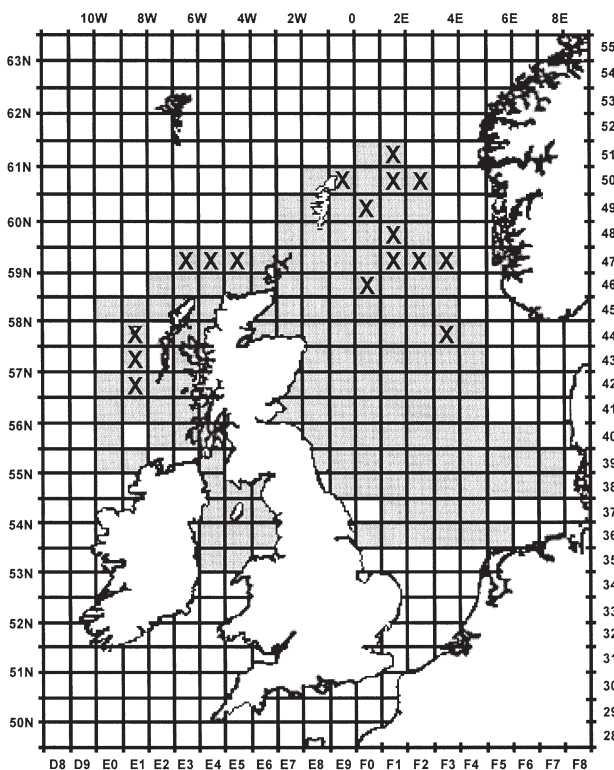 10W 8W 6W 4W 2W 0 2E 4E 6E 8E
63N 55
54
62N 53
52
61N X 51
X X X 50
60N X 49
X 48
59N X X X X X X 47
X 46
58N 45
X X 44
57N X 43
X 42
56N 41
40
55N 39
38
54N 37
36
53N 35
34
52N 33
32
51N 31
30
50N 29
28
D8 D9 E0 E1 E2 E3 E4 E5 E6 E7 E8 E9 F0 F1 F2 F3 F4 F5 F6 F7 F8